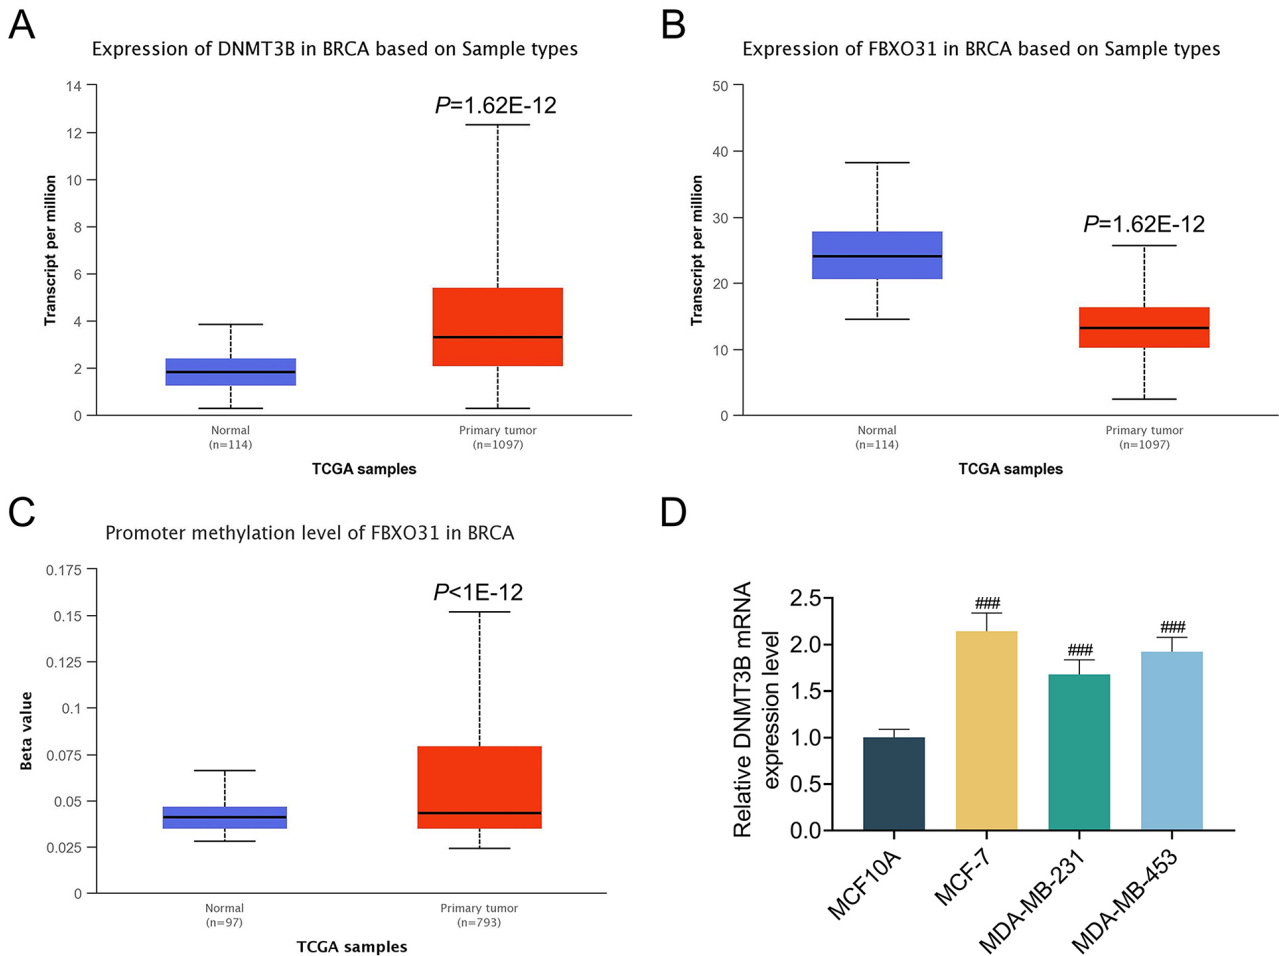 A
Expression of DNMT3B in BRCA based on Sample types
14
12
10
8
6
4
2
0
Transcript per million
P=1.62E-12
Normal
(n=114)
Primary tumor
(n=1097)
TCGA samples
B
Expression of FBXO31 in BRCA based on Sample types
50
40
30
20
10
0
Transcript per million
P=1.62E-12
Normal
(n=114)
Primary tumor
(n=1097)
TCGA samples
C
Promoter methylation level of FBXO31 in BRCA
0.175
0.15
0.125
0.1
0.075
0.05
0.025
0
Beta value
P<1E-12
Normal
(n=97)
Primary tumor
(n=793)
TCGA samples
D
Relative DNMT3B mRNA
expression level
2.5
2.0
1.5
1.0
0.5
0.0
###
###
###
MCF10A
MCF-7
MDA-MB-231
MDA-MB-453